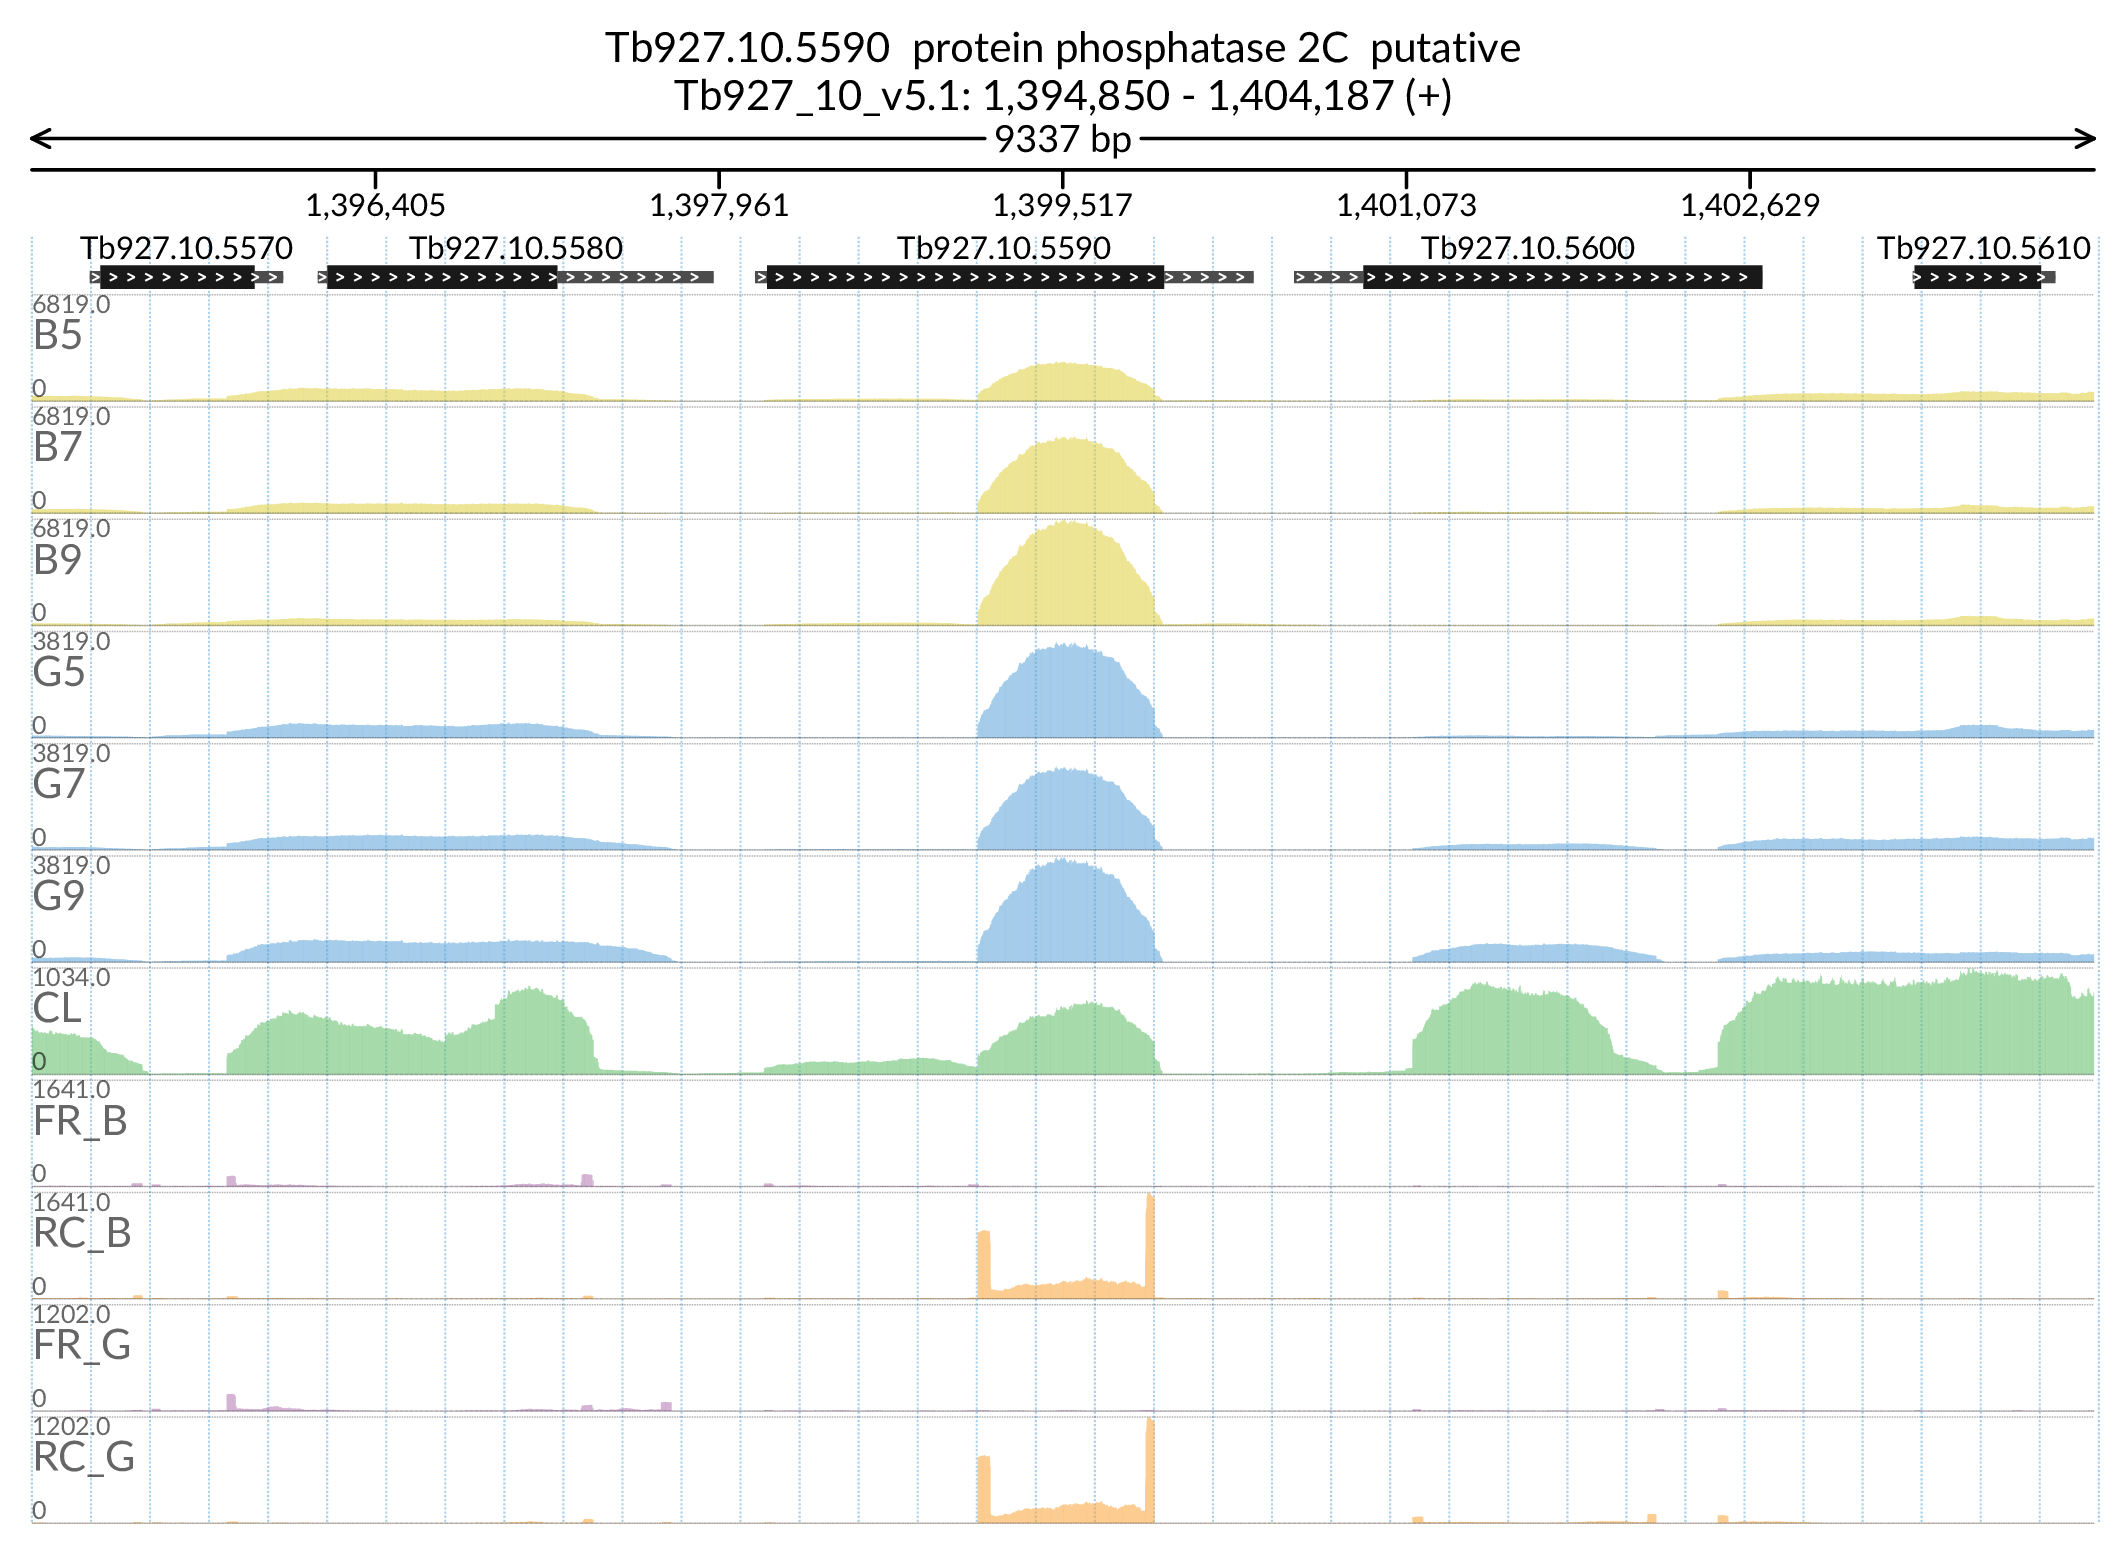 Tb927.10.5590 protein phosphatase 2C putative
Tb927_10_v5.1: 1,394,850 - 1,404,187 (+)
9337 bp
1,396,405 1,397,961 1,399,517 1,401,073 1,402,629
Tb927.10.5570 Tb927.10.5580 Tb927.10.5590 Tb927.10.5600 Tb927.10.5610
6819.0
B5
0
6819.0
B7
0
6819.0
B9
0
3819.0
G5
0
3819.0
G7
0
3819.0
G9
0
1034.0
CL
0
1641.0
FR_B
0
1641.0
RC_B
0
1202.0
FR_G
0
1202.0
RC_G
0